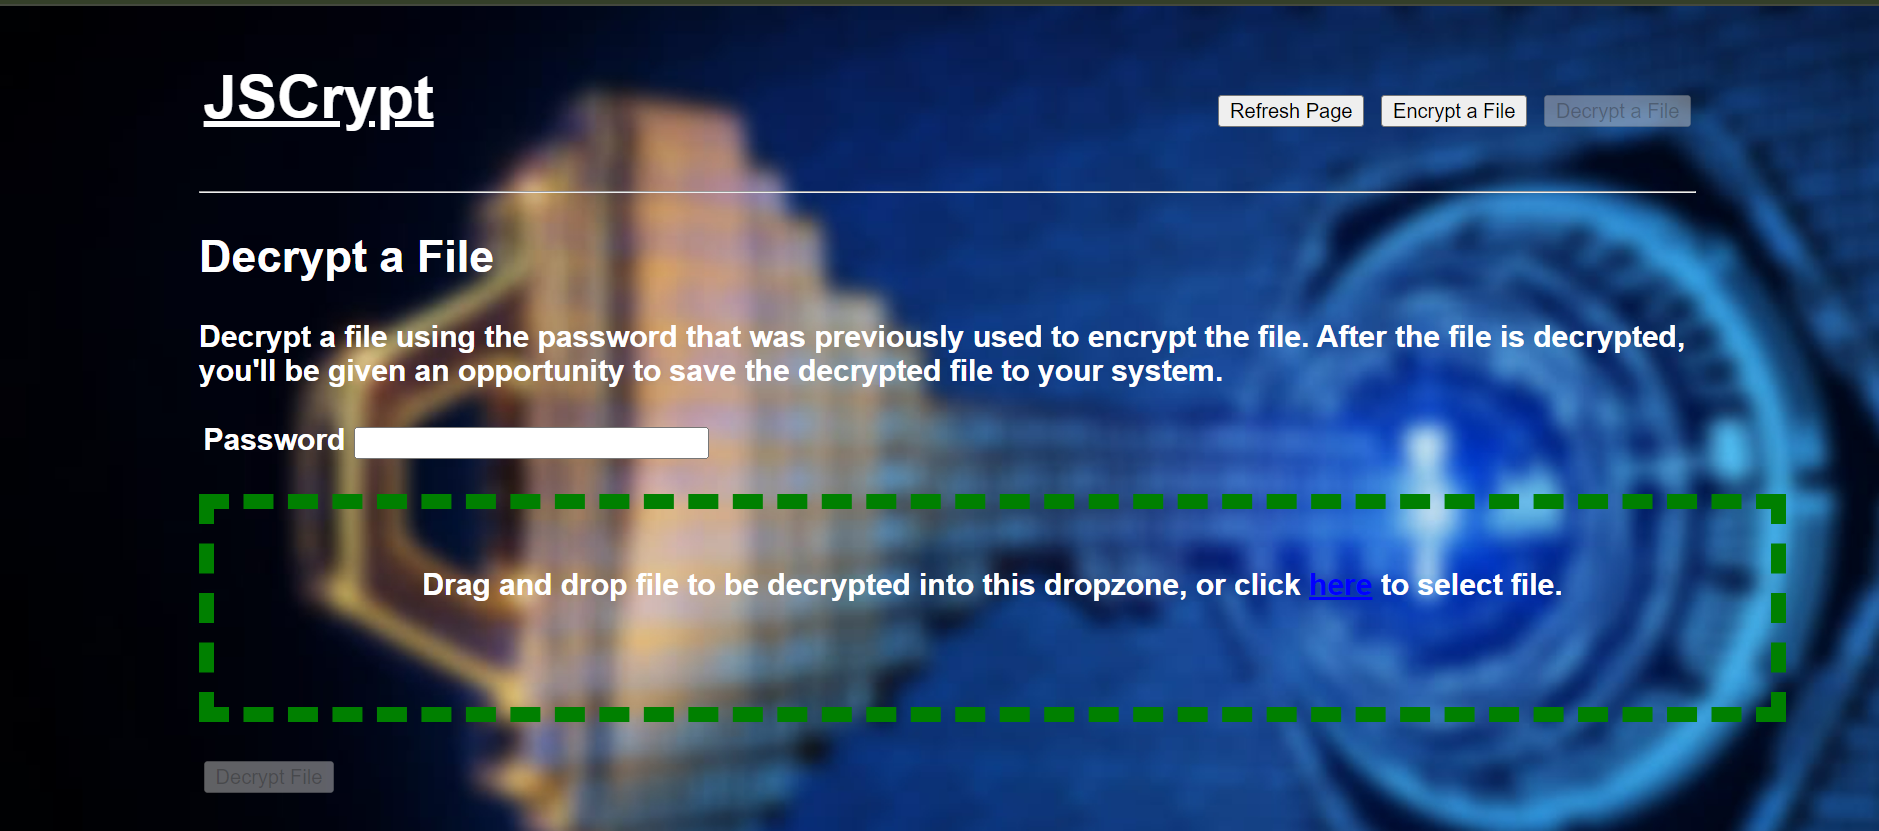 JSCrypt
Refresh Page Encrypt a File Decrypt a File
Decrypt a File
Decrypt a file using the password that was previously used to encrypt the file. After the file is decrypted,
you'll be given an opportunity to save the decrypted file to your system.
Password
Drag and drop file to be decrypted into this dropzone, or click here to select file.
Decrypt File